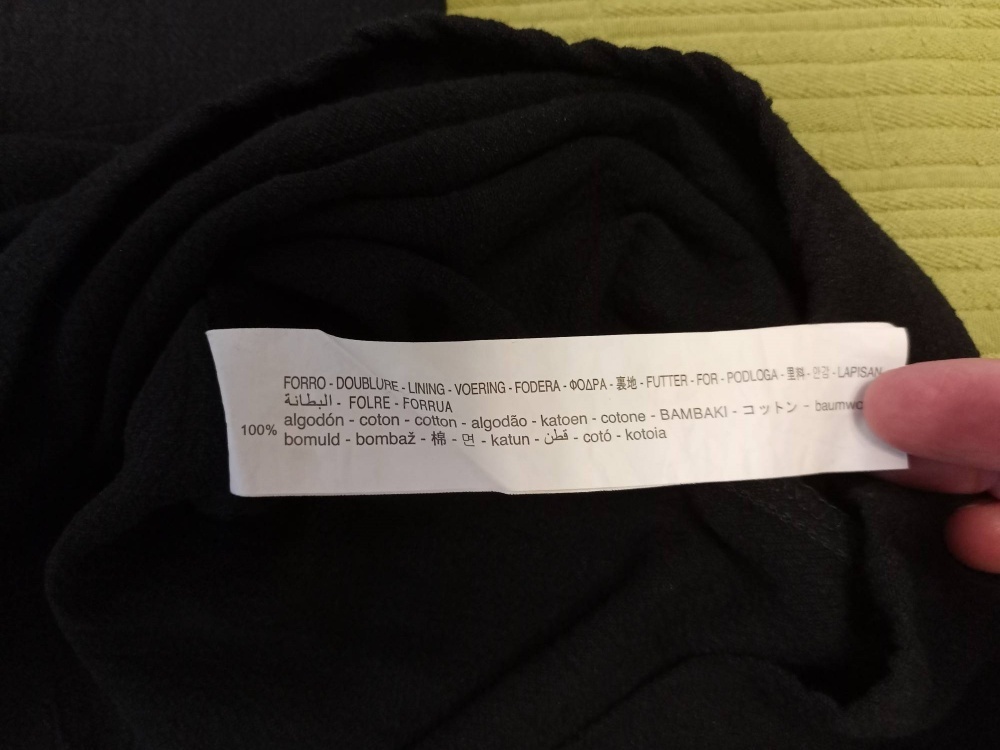 FORRO - DOUBLURE - LINING - VOERING - FODERA - ΦΟΔΡΑ - 裏地 - FUTTER - FOR - PODLOGA - 里料 - 안감 - LAPISAN
البطانة - FOLRE - FORRUA
100% algodón - coton - cotton - algodão - katoen - cotone - BAMBAKI - コットン -
bomuld - bombaž - 棉 - 면 - katun - قطن - cotó - kotoia